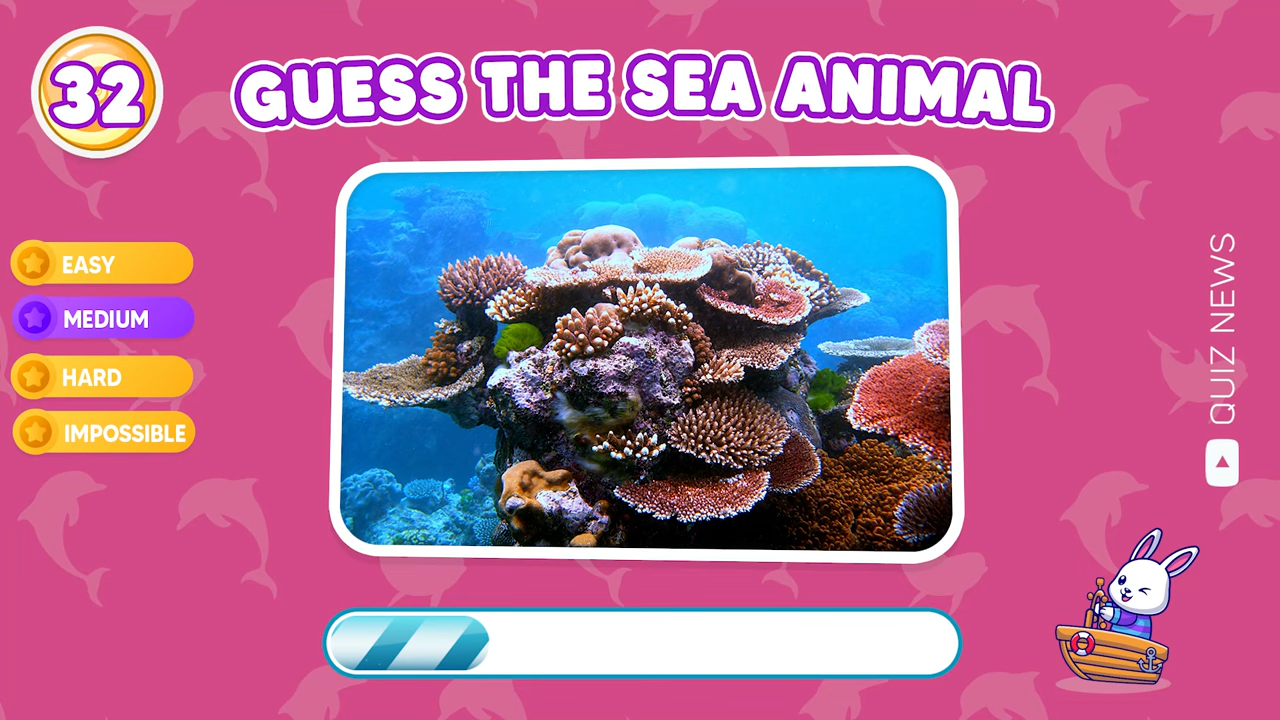 32
GUESS THE SEA ANIMAL
EASY
MEDIUM
HARD
IMPOSSIBLE
QUIZ NEWS